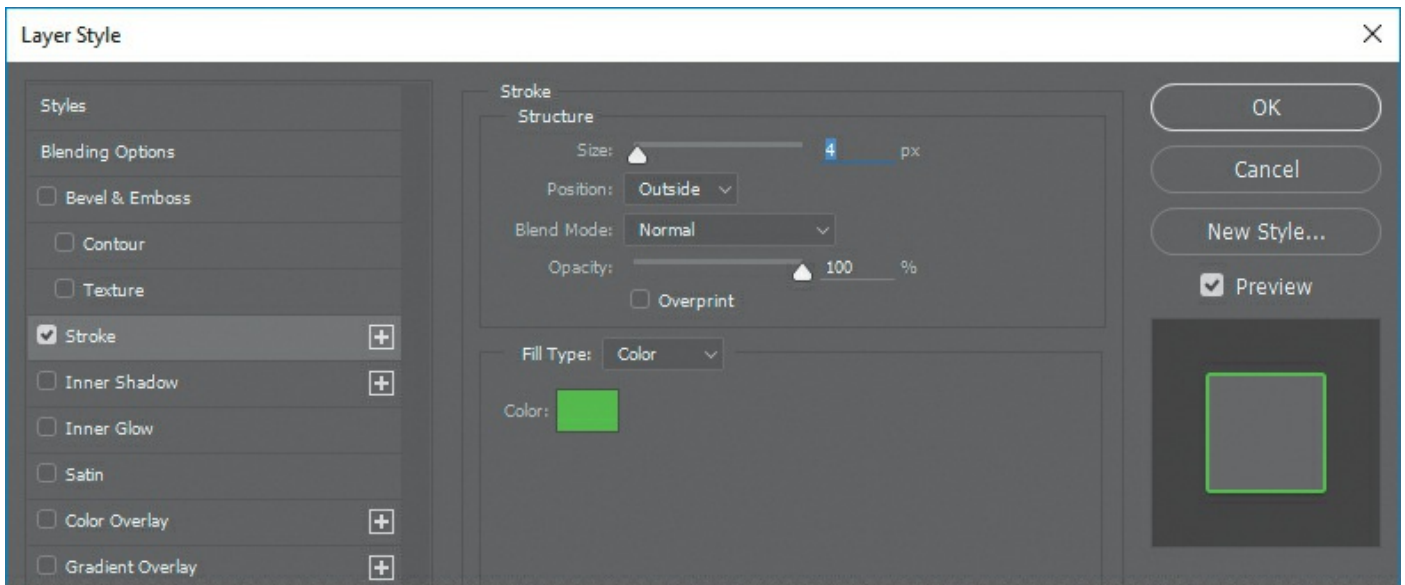 Layer Style
Styles
Blending Options
Bevel & Emboss
Contour
Texture
Stroke
Inner Shadow
Inner Glow
Satin
Color Overlay
Gradient Overlay
Stroke
Structure
Size: 4 px
Position: Outside
Blend Mode: Normal
Opacity: 100 %
Overprint
Fill Type: Color
Color:
OK
Cancel
New Style...
Preview